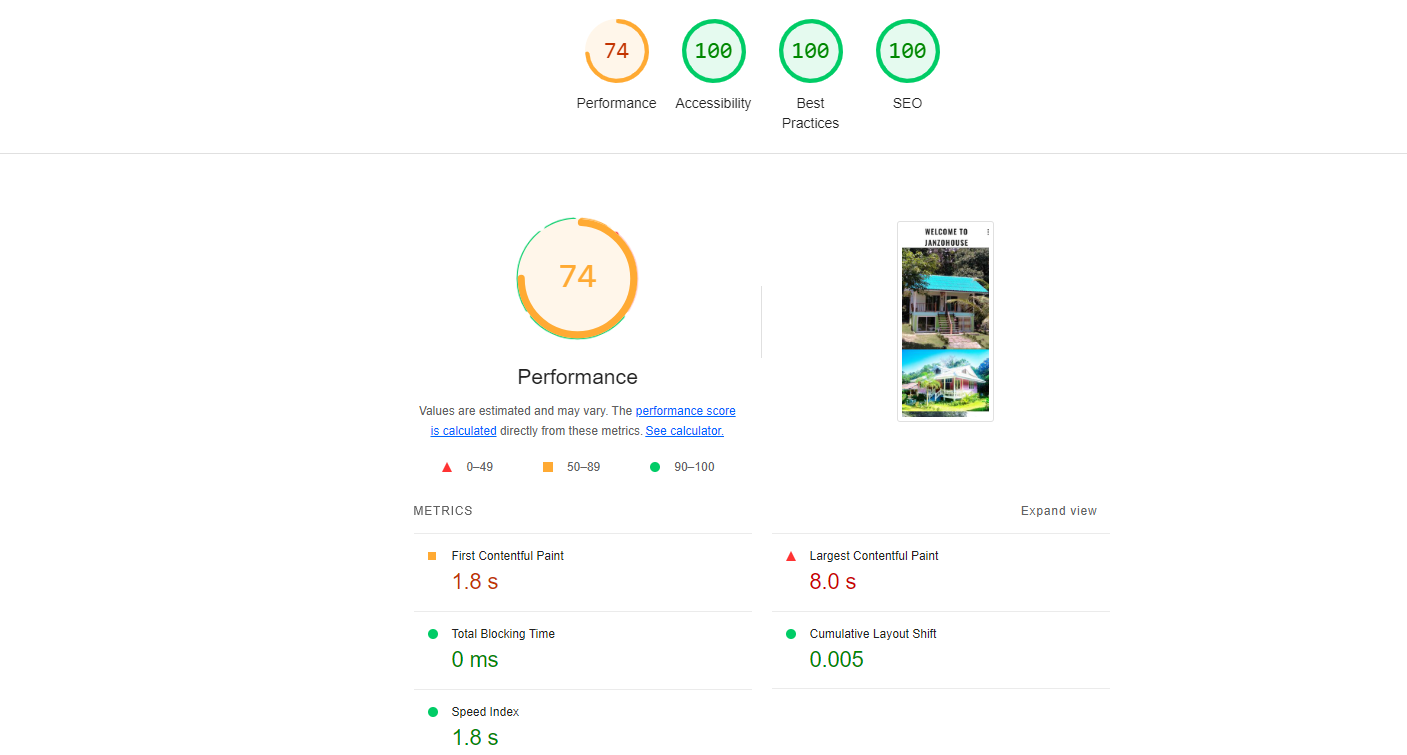 74
100
100
100
Performance
Accessibility
Best
Practices
SEO
74
WELCOME TO
JANZOHOUSE
Performance
Values are estimated and may vary. The performance score
is calculated directly from these metrics. See calculator.
0–49
50–89
90–100
METRICS
Expand view
First Contentful Paint
1.8 s
Largest Contentful Paint
8.0 s
Total Blocking Time
0 ms
Cumulative Layout Shift
0.005
Speed Index
1.8 s